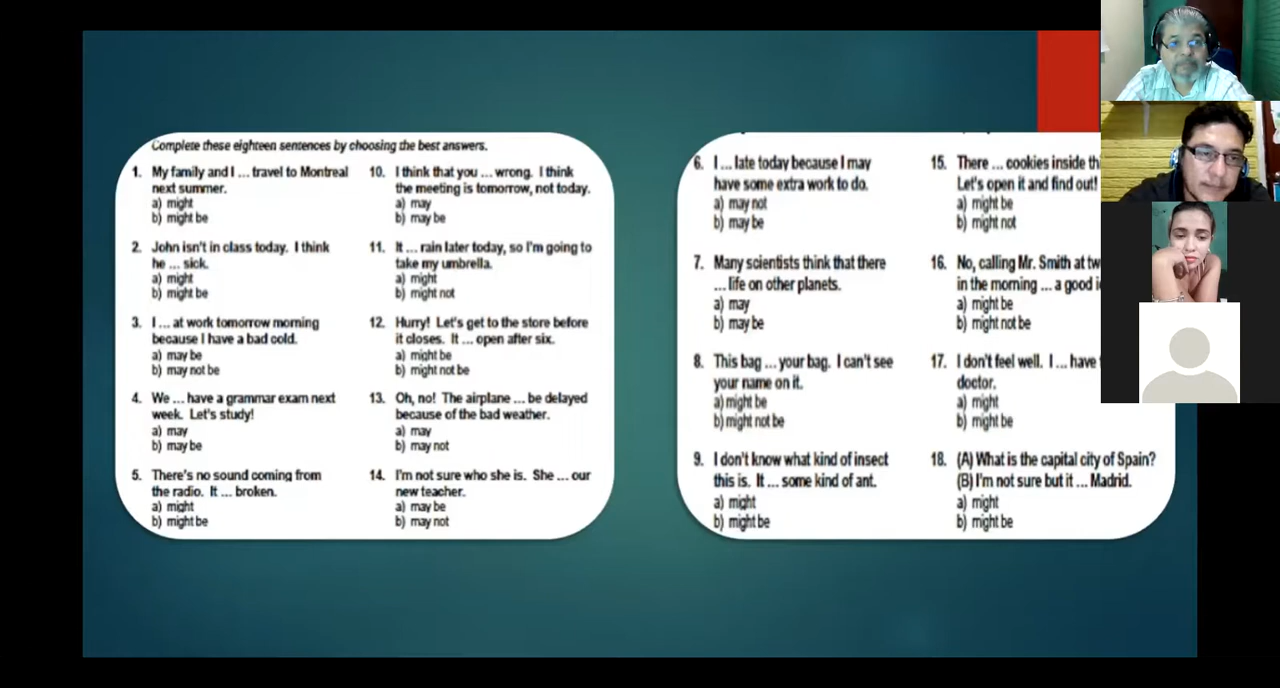 Complete these eighteen sentences by choosing the best answers.
1. My family and I ... travel to Montreal
next summer.
a) might
b) might be
2. John isn't in class today. I think
he ... sick.
a) might
b) might be
3. I ... at work tomorrow morning
because I have a bad cold.
a) may be
b) may not be
4. We ... have a grammar exam next
week. Let's study!
a) may
b) may be
5. There's no sound coming from
the radio. It ... broken.
a) might
b) might be
10. I think that you ... wrong. I think
the meeting is tomorrow, not today.
a) may
b) may be
11. It ... rain later today, so I'm going to
take my umbrella.
a) might
b) might not
12. Hurry! Let's get to the store before
it closes. It ... open after six.
a) might be
b) might not be
13. Oh, no! The airplane ... be delayed
because of the bad weather.
a) may
b) may not
14. I'm not sure who she is. She ... our
new teacher.
a) may be
b) may not
6. I ... late today because I may
have some extra work to do.
a) may not
b) may be
7. Many scientists think that there
... life on other planets.
a) may
b) may be
8. This bag ... your bag. I can't see
your name on it.
a) might be
b) might not be
9. I don't know what kind of insect
this is. It ... some kind of ant.
a) might
b) might be
15. There ... cookies inside
Let's open it and find out!
a) might be
b) might not
16. No, calling Mr. Smith at
in the morning ... a good
a) might be
b) might not be
17. I don't feel well. I ... have
doctor.
a) might
b) might be
18. (A) What is the capital city of Spain?
(B) I'm not sure but it ... Madrid.
a) might
b) might be